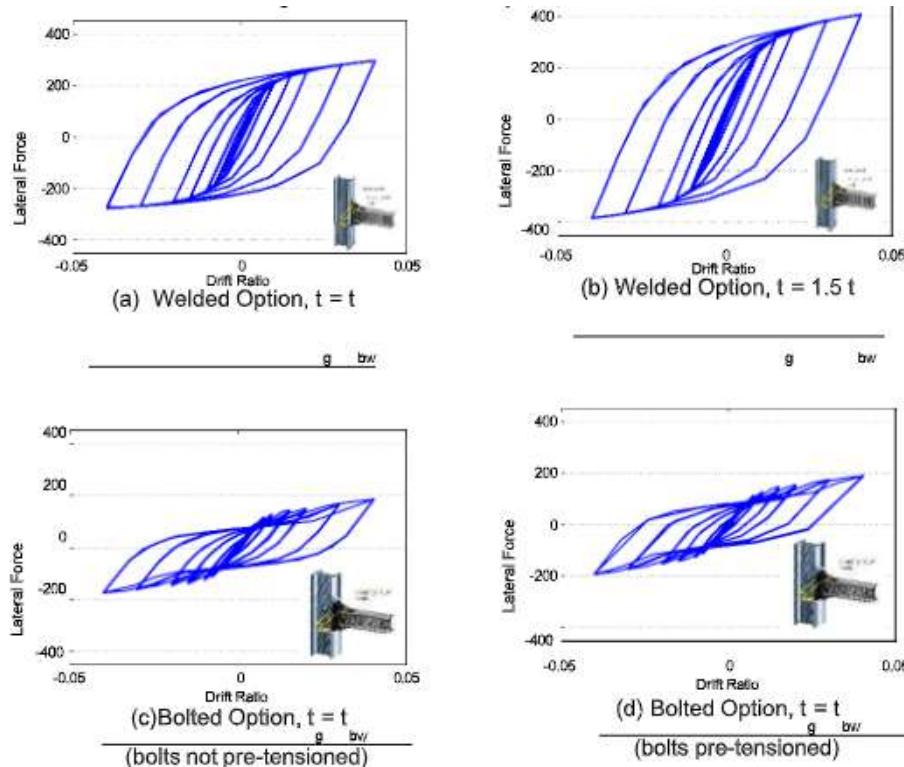 400
200
0
-200
-400
Lateral Force
-0.05
0
0.05
Drift Ratio
(a) Welded Option, t = t
g bw
400
200
0
-200
-400
Lateral Force
-0.05
0
0.05
Drift Ratio
(b) Welded Option, t = 1.5 t
g bw
400
200
0
-200
-400
Lateral Force
-0.05
0
0.05
Drift Ratio
(c)Bolted Option, t = t
g bw
(bolts not pre-tensioned)
400
200
0
-200
-400
Lateral Force
-0.05
0
0.05
Drift Ratio
(d) Bolted Option, t = t
g bw
(bolts pre-tensioned)